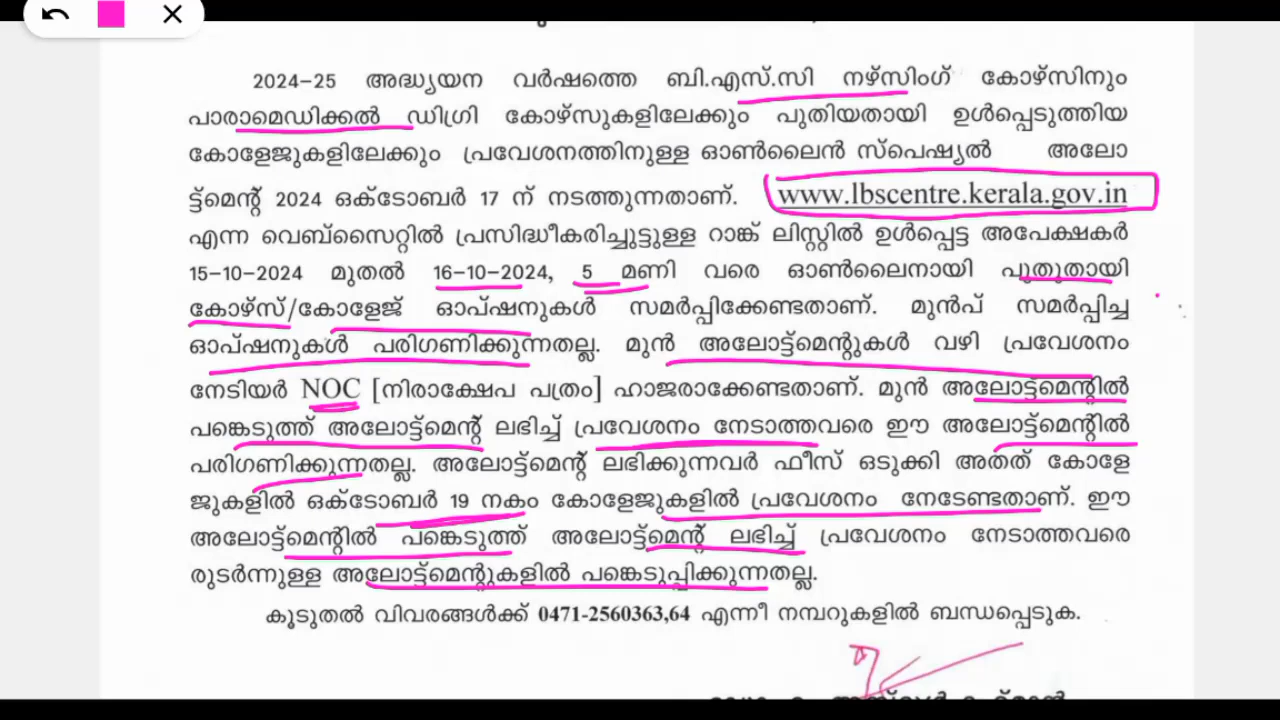 2024-25 അദ്ധ്യയന വർഷത്തെ ബി.എസ്.സി നഴ്സിംഗ് കോഴ്സിനും
പാരാമെഡിക്കൽ ഡിഗ്രി കോഴ്സുകളിലേക്കും പുതിയതായി ഉൾപ്പെടുത്തിയ
കോളേജുകളിലേക്കും പ്രവേശനത്തിനുള്ള ഓൺലൈൻ സ്പെഷ്യൽ അലോ
ട്ട്മെന്റ് 2024 ഒക്ടോബർ 17 ന് നടത്തുന്നതാണ്. www.lbscentre.kerala.gov.in
എന്ന വെബ്സൈറ്റിൽ പ്രസിദ്ധീകരിച്ചുട്ടുള്ള റാങ്ക് ലിസ്റ്റിൽ ഉൾപ്പെട്ട അപേക്ഷകർ
15-10-2024 മുതൽ 16-10-2024, 5 മണി വരെ ഓൺലൈനായി പുതുതായി
കോഴ്സ്/കോളേജ് ഓപ്ഷനുകൾ സമർപ്പിക്കേണ്ടതാണ്. മുൻപ് സമർപ്പിച്ച
ഓപ്ഷനുകൾ പരിഗണിക്കുന്നതല്ല. മുൻ അലോട്ട്മെന്റുകൾ വഴി പ്രവേശനം
നേടിയർ NOC [നിരാക്ഷേപ പത്രം] ഹാജരാക്കേണ്ടതാണ്. മുൻ അലോട്ട്മെന്റിൽ
പങ്കെടുത്ത് അലോട്ട്മെന്റ് ലഭിച്ച് പ്രവേശനം നേടാത്തവരെ ഈ അലോട്ട്മെന്റിൽ
പരിഗണിക്കുന്നതല്ല. അലോട്ട്മെന്റ് ലഭിക്കുന്നവർ ഫീസ് ഒടുക്കി അതത് കോളേ
ജുകളിൽ ഒക്ടോബർ 19 നകം കോളേജുകളിൽ പ്രവേശനം നേടേണ്ടതാണ്. ഈ
അലോട്ട്മെന്റിൽ പങ്കെടുത്ത് അലോട്ട്മെന്റ് ലഭിച്ച് പ്രവേശനം നേടാത്തവരെ
രുടർന്നുള്ള അലോട്ട്മെന്റുകളിൽ പങ്കെടുപ്പിക്കുന്നതല്ല.
കൂടുതൽ വിവരങ്ങൾക്ക് 0471-2560363,64 എന്നീ നമ്പറുകളിൽ ബന്ധപ്പെടുക.